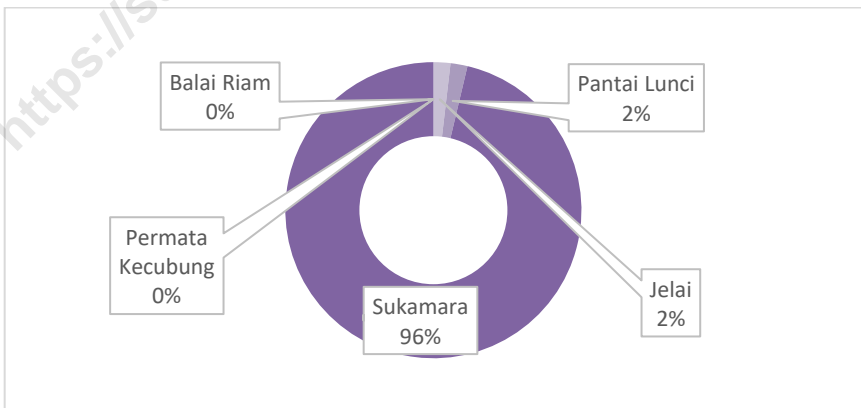 https://s
Balai Riam
0%
Pantai Lunci
2%
Permata
Kecubung
0%
Jelai
2%
Sukamara
96%